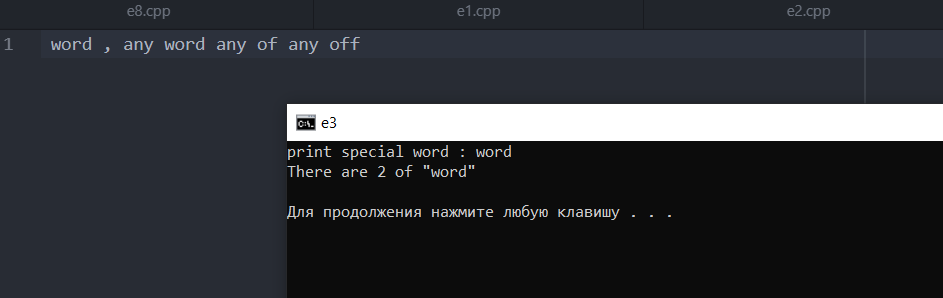 e8.cpp e1.cpp e2.cpp
1 word , any word any of any off
e3
print special word : word
There are 2 of "word"
Для продолжения нажмите любую клавишу . . .